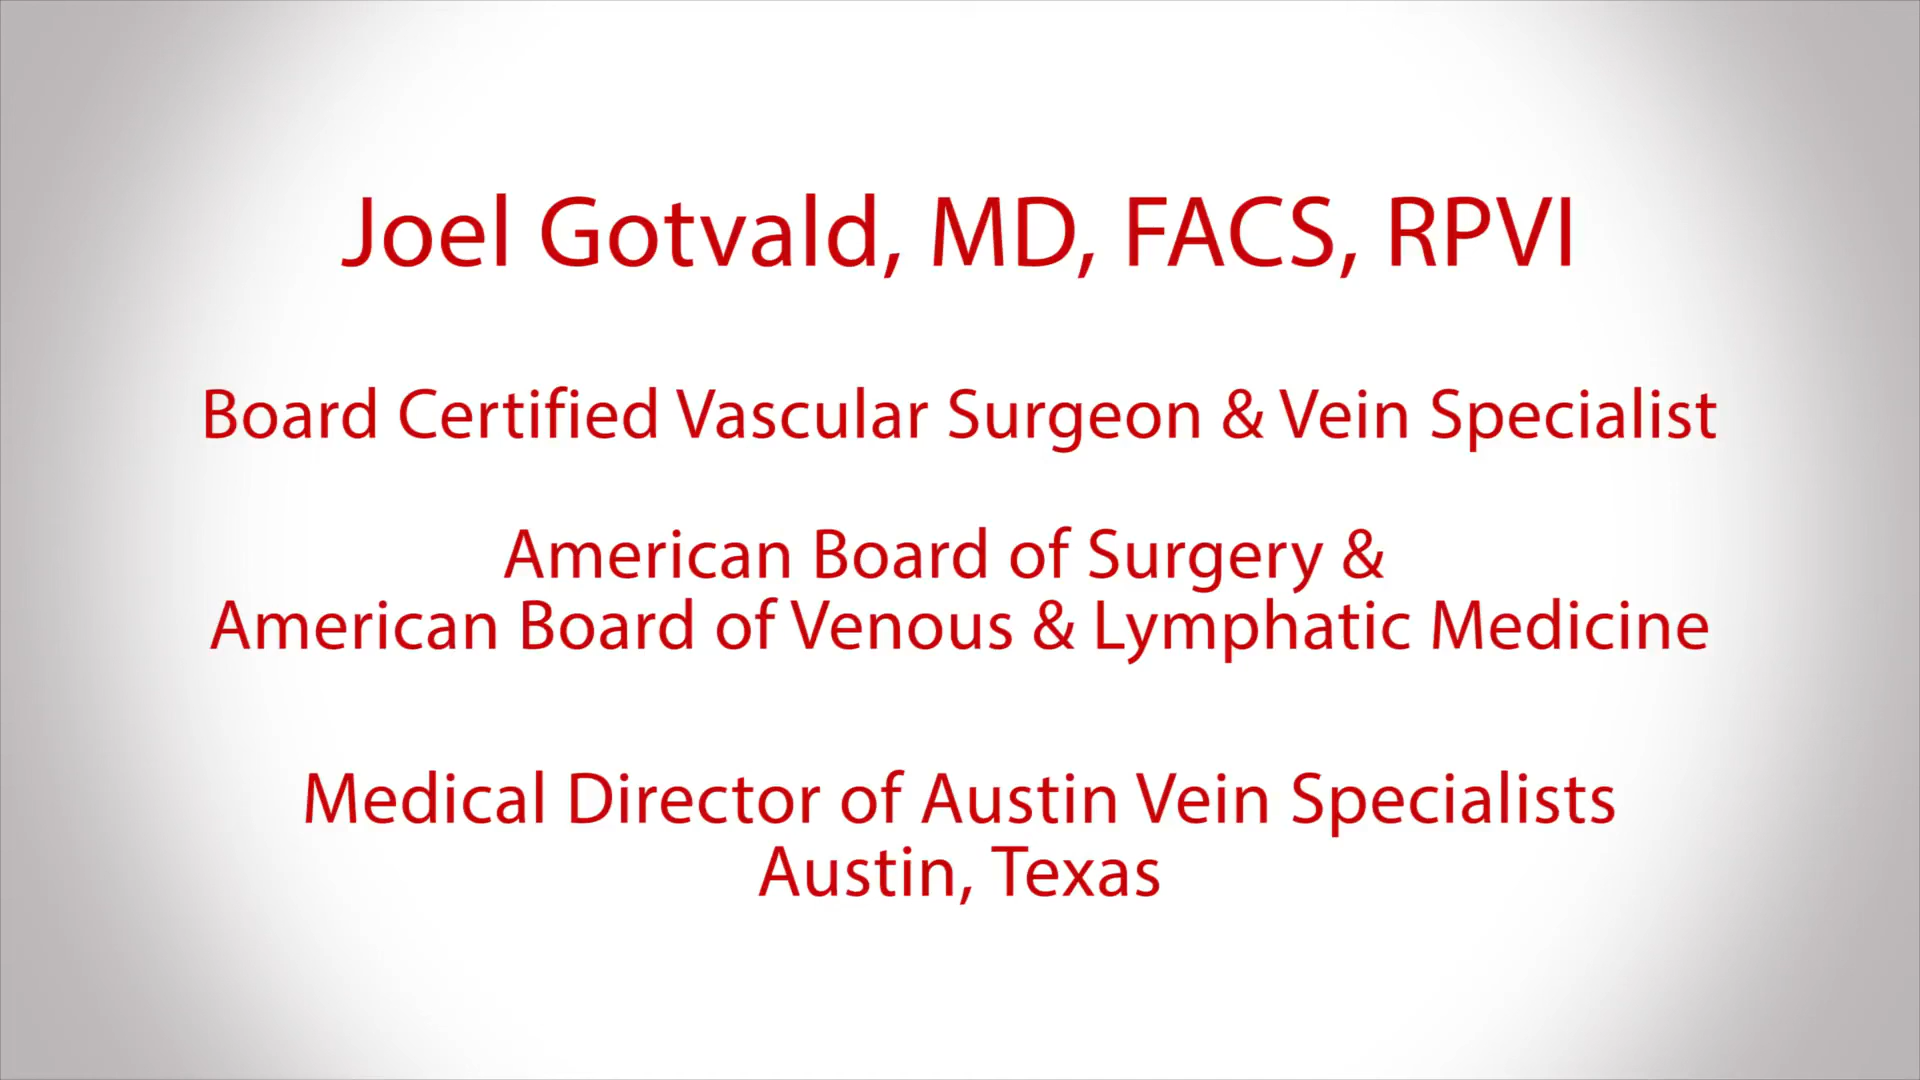 Joel Gotvald, MD, FACS, RPVI
Board Certified Vascular Surgeon & Vein Specialist
American Board of Surgery &
American Board of Venous & Lymphatic Medicine
Medical Director of Austin Vein Specialists
Austin, Texas